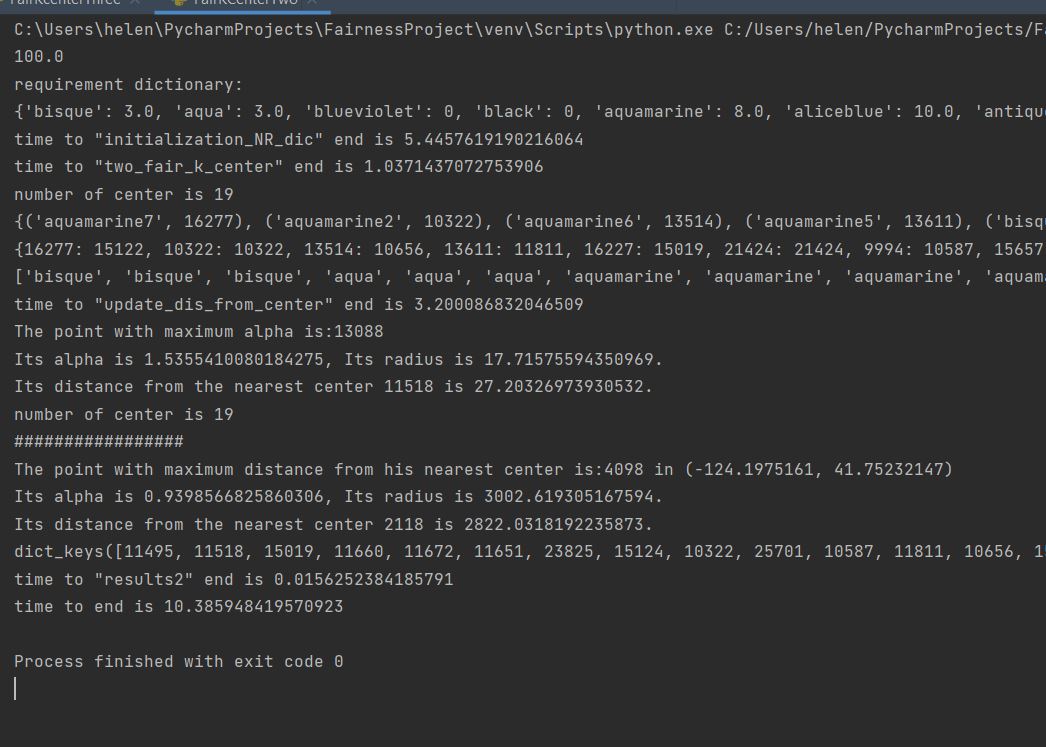 FairKCenterThree FairKCenterTwo
C:\Users\helen\PycharmProjects\FairnessProject\venv\Scripts\python.exe C:/Users/helen/PycharmProjects/Fa
100.0
requirement dictionary:
{'bisque': 3.0, 'aqua': 3.0, 'blueviolet': 0, 'black': 0, 'aquamarine': 8.0, 'aliceblue': 10.0, 'antiqu
time to "initialization_NR_dic" end is 5.4457619190216064
time to "two_fair_k_center" end is 1.0371437072753906
number of center is 19
{('aquamarine7', 16277), ('aquamarine2', 10322), ('aquamarine6', 13514), ('aquamarine5', 13611), ('bisq
{16277: 15122, 10322: 10322, 13514: 10656, 13611: 11811, 16227: 15019, 21424: 21424, 9994: 10587, 15657
['bisque', 'bisque', 'bisque', 'aqua', 'aqua', 'aqua', 'aquamarine', 'aquamarine', 'aquamarine', 'aquama
time to "update_dis_from_center" end is 3.200086832046509
The point with maximum alpha is:13088
Its alpha is 1.5355410080184275, Its radius is 17.71575594350969.
Its distance from the nearest center 11518 is 27.20326973930532.
number of center is 19
#################
The point with maximum distance from his nearest center is:4098 in (-124.1975161, 41.75232147)
Its alpha is 0.9398566825860306, Its radius is 3002.619305167594.
Its distance from the nearest center 2118 is 2822.0318192235873.
dict_keys([11495, 11518, 15019, 11660, 11672, 11651, 23825, 15124, 10322, 25701, 10587, 11811, 10656, 1
time to "results2" end is 0.0156252384185791
time to end is 10.385948419570923
Process finished with exit code 0